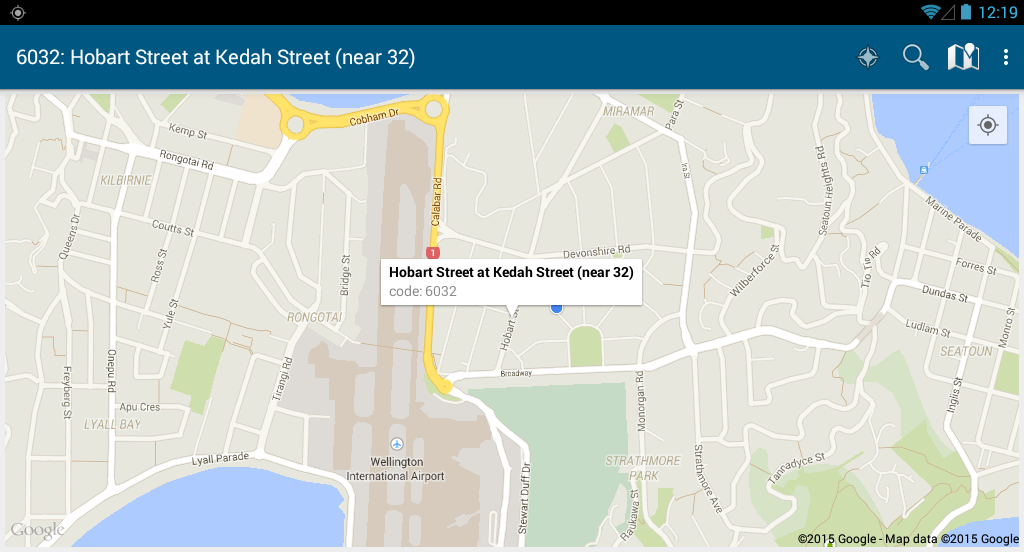 12:19
6032: Hobart Street at Kedah Street (near 32)
MIRAMAR
Para St
Cobham Dr
Kemp St
Rongotai Rd
KILBIRNIE
Ira St
Calabar Rd
Seatoun Heights Rd
Marine Parade
Queens Dr
Coutts St
Ross St
Bridge St
1
Devonshire Rd
Wilberforce St
Forres St
Hobart Street at Kedah Street (near 32)
code: 6032
Dundas St
Yule St
RONGOTAI
Hobart St
Ludlam St
Monro St
SEATOUN
Broadway
Onepu Rd
Freyberg St
Tirangi Rd
Monorgan Rd
Inglis St
Apu Cres
LYALL BAY
Lyall Parade
Wellington
International Airport
STRATHMORE
PARK
Strathmore Ave
Tannadyce St
Stewart Duff Dr
Raukawa St
Google
©2015 Google - Map data ©2015 Google